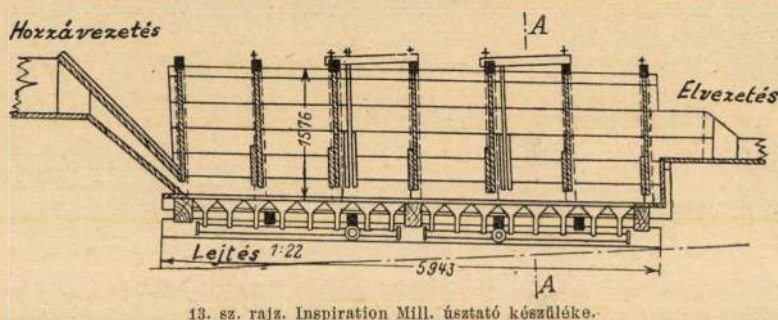 Hozzávezetés
A
Elvezetés
1576
Lejtés 1:22
5943
A
13. sz. rajz. Inspiration Mill. úsztató készüléke.